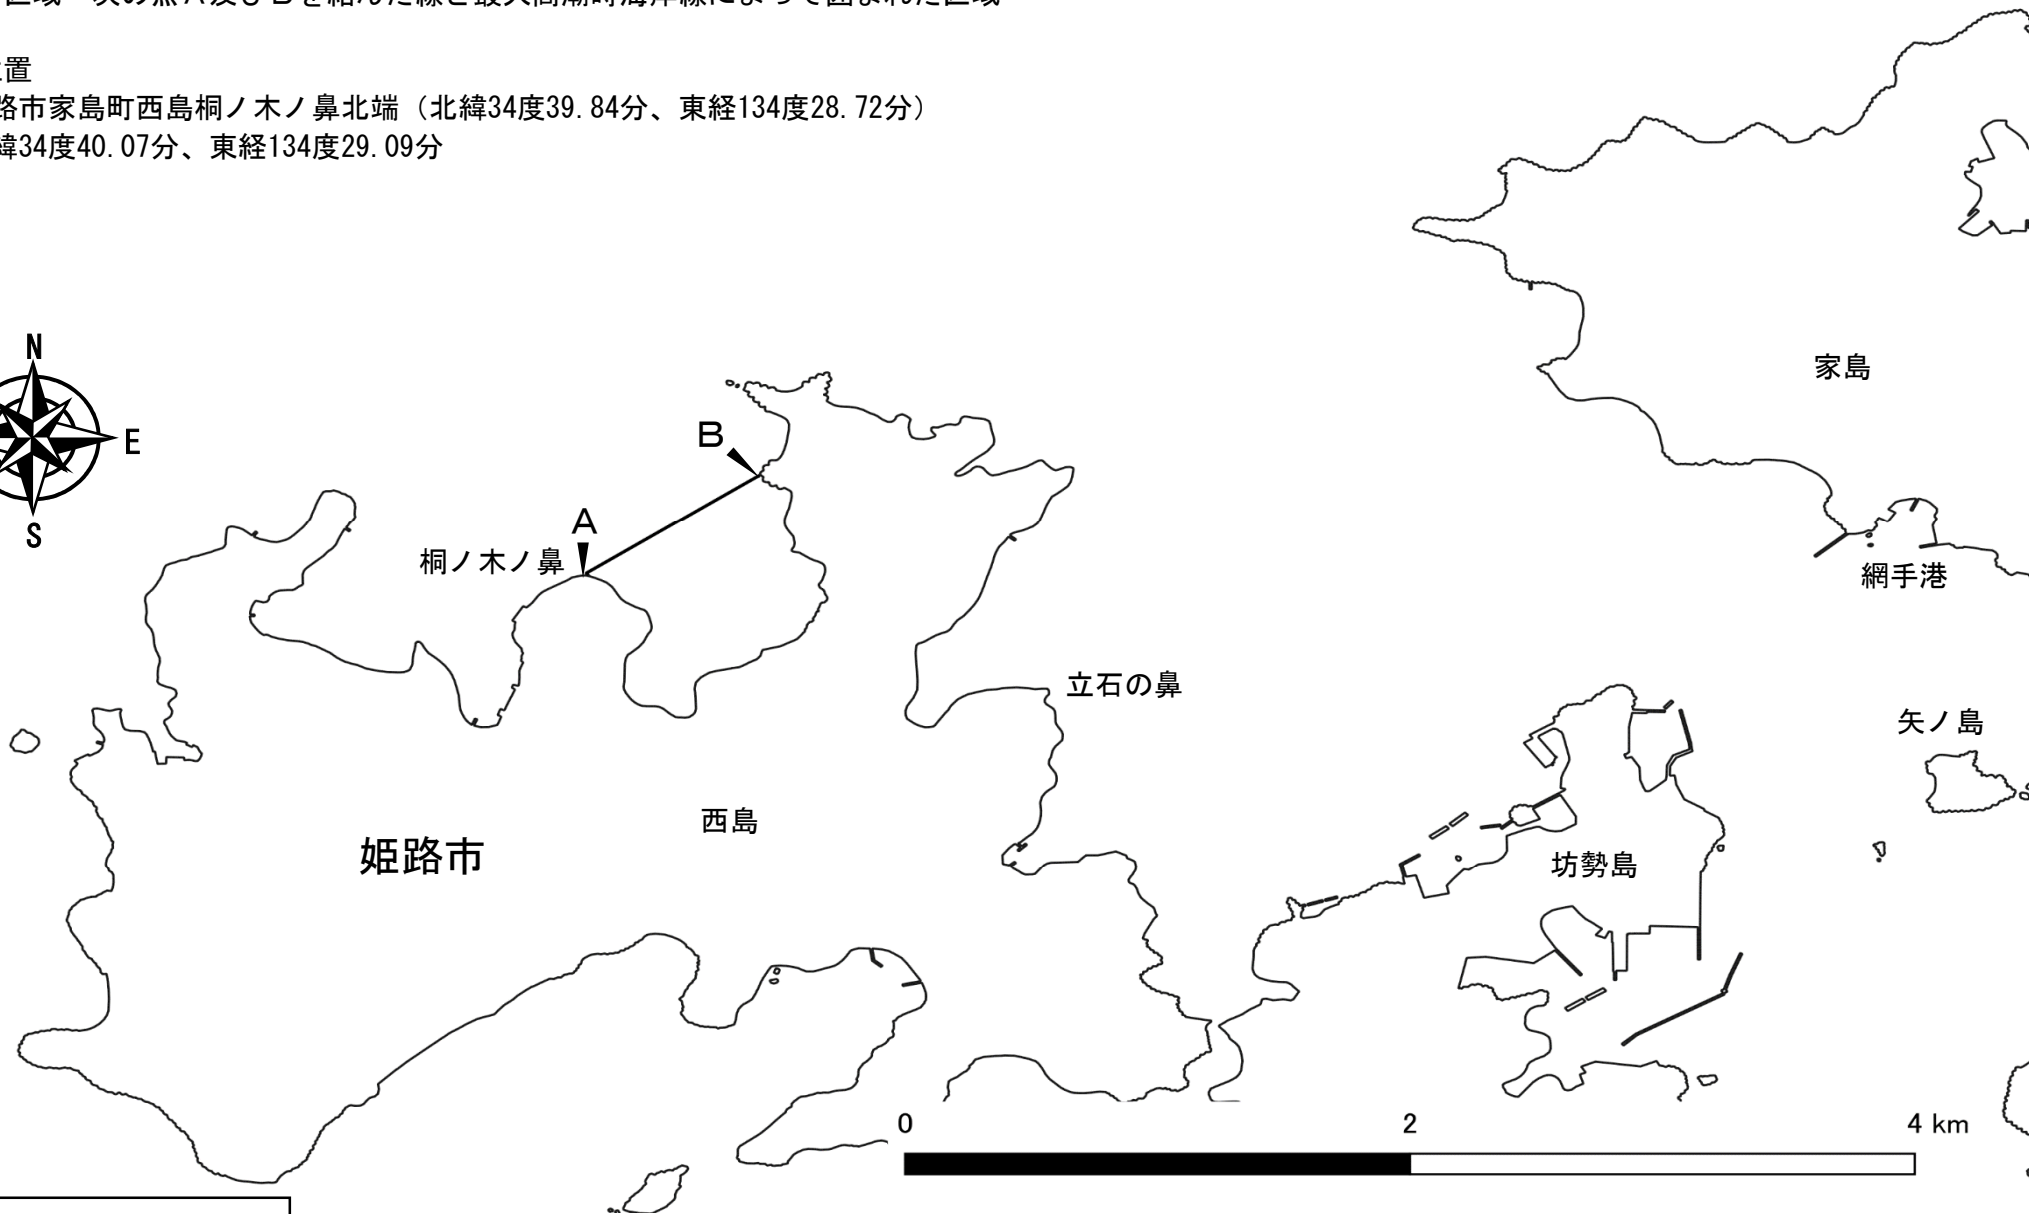 区域 次の点A及びBを結んだ線と最大高潮時海岸線によって囲まれた区域
置
路市家島町西島桐ノ木ノ鼻北端（北緯34度39.84分、東経134度28.72分）
緯34度40.07分、東経134度29.09分
N
E
S
家島
B
A
桐ノ木ノ鼻
網手港
立石の鼻
矢ノ島
西島
姫路市
坊勢島
0 2 4 km